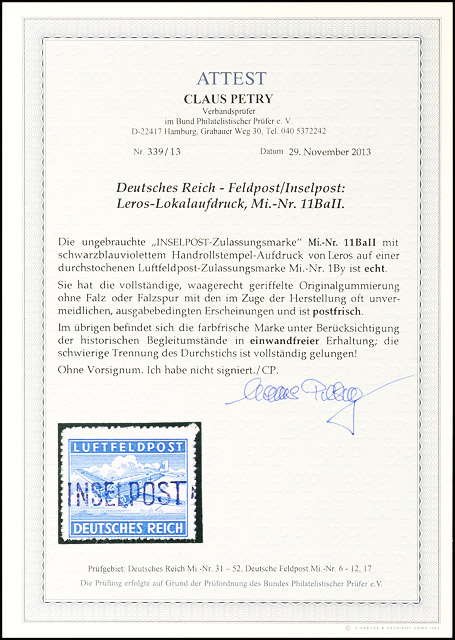 ATTEST
CLAUS PETRY
Verbandsprüfer
im Bund Philatelistischer Prüfer e. V.
D-22417 Hamburg, Grabauer Weg 30, Tel. 040 5372242
Nr. 339/13 Datum 29. November 2013
Deutsches Reich - Feldpost/Inselpost:
Leros-Lokalaufdruck, Mi.-Nr. 11BaII.
Die ungebrauchte „INSELPOST-Zulassungsmarke" Mi.-Nr. 11BaII mit
schwarzblauviolettem Handrollstempel-Aufdruck von Leros auf einer
durchstochenen Luftfeldpost-Zulassungsmarke Mi.-Nr. 1By ist echt.
Sie hat die vollständige, waagerecht geriffelte Originalgummierung
ohne Falz oder Falzspur mit den im Zuge der Herstellung oft unver-
meidlichen, ausgabebedingten Erscheinungen und ist postfrisch.
Im übrigen befindet sich die farbfrische Marke unter Berücksichtigung
der historischen Begleitumstände in einwandfreier Erhaltung; die
schwierige Trennung des Durchstichs ist vollständig gelungen!
Ohne Vorsignum. Ich habe nicht signiert./CP.
Claus Petry
LUFTFELDPOST
INSELPOST
DEUTSCHES REICH
Prüfgebiet: Deutsches Reich Mi.-Nr. 31 – 52, Deutsche Feldpost Mi.-Nr. 6 - 12, 17
Die Prüfung erfolgte auf Grund der Prüfordnung des Bundes Philatelistischer Prüfer e.V.